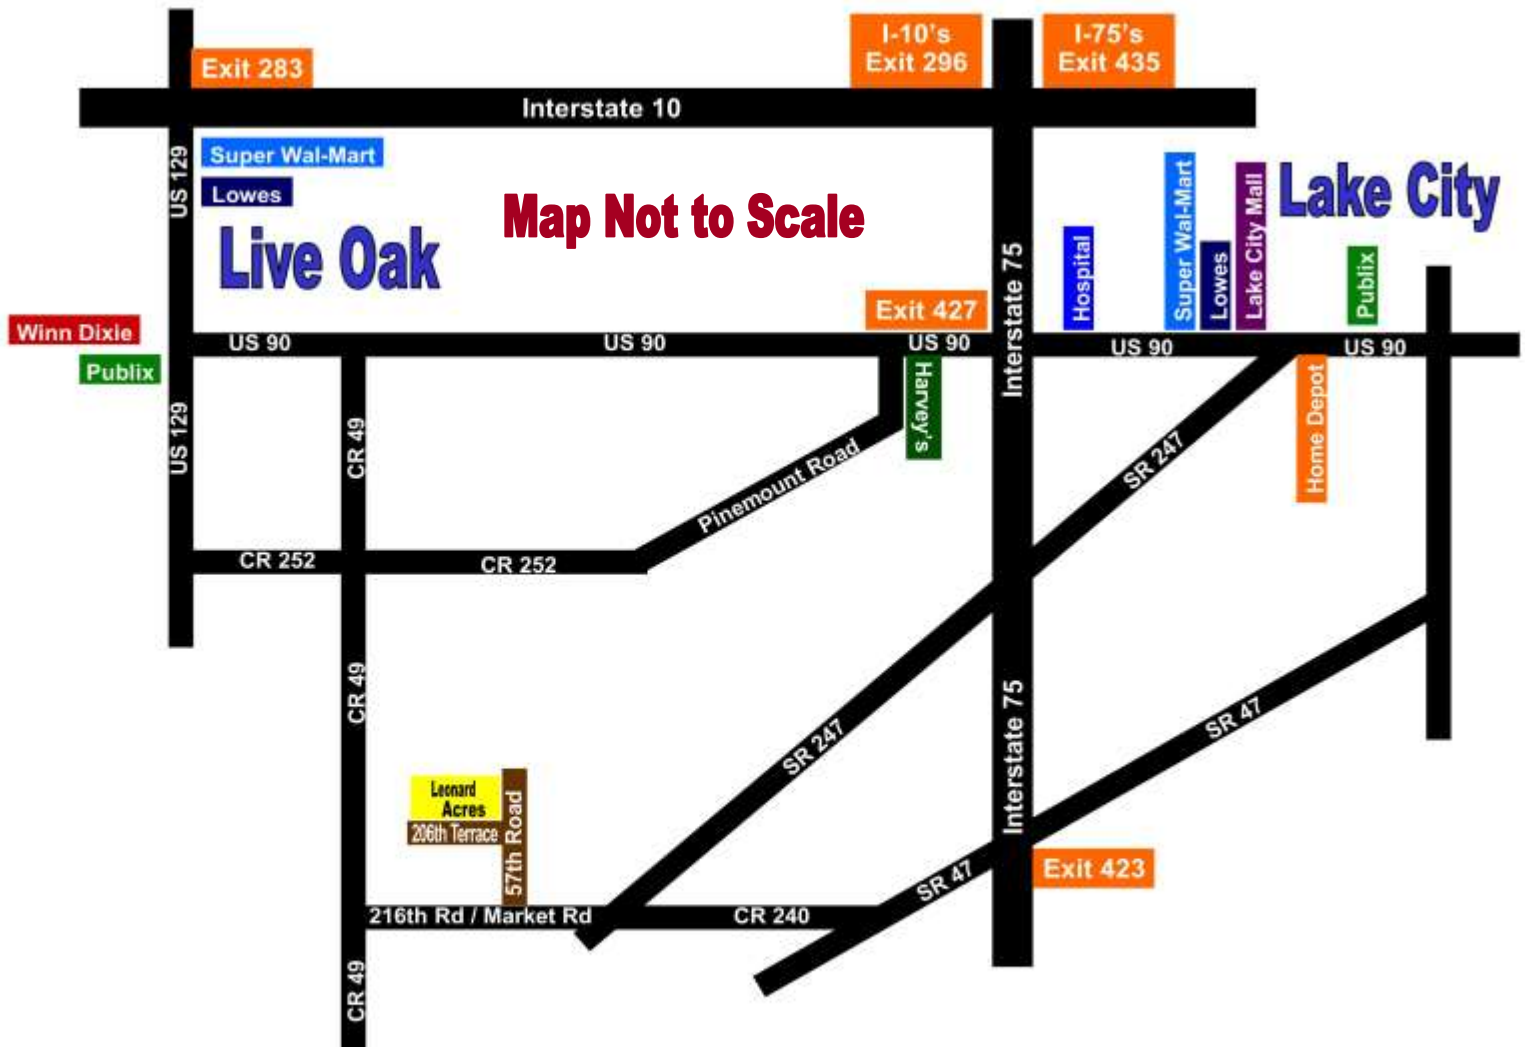 I-10's
Exit 296
I-75's
Exit 435
Exit 283
Interstate 10
US 129
Super Wal-Mart
Lowes
Map Not to Scale
Live Oak
Lake City
Super Wal-Mart
Lake City Mall
Lowes
Hospital
Publix
Interstate 75
Exit 427
Winn Dixie
US 90
US 90
US 90
US 90
US 90
Publix
Harvey's
Home Depot
US 129
CR 49
Pinemount Road
SR 247
CR 252
CR 252
CR 49
SR 247
Interstate 75
SR 47
Leonard
Acres
206th Terrace
57th Road
Exit 423
SR 47
216th Rd / Market Rd
CR 240
CR 49